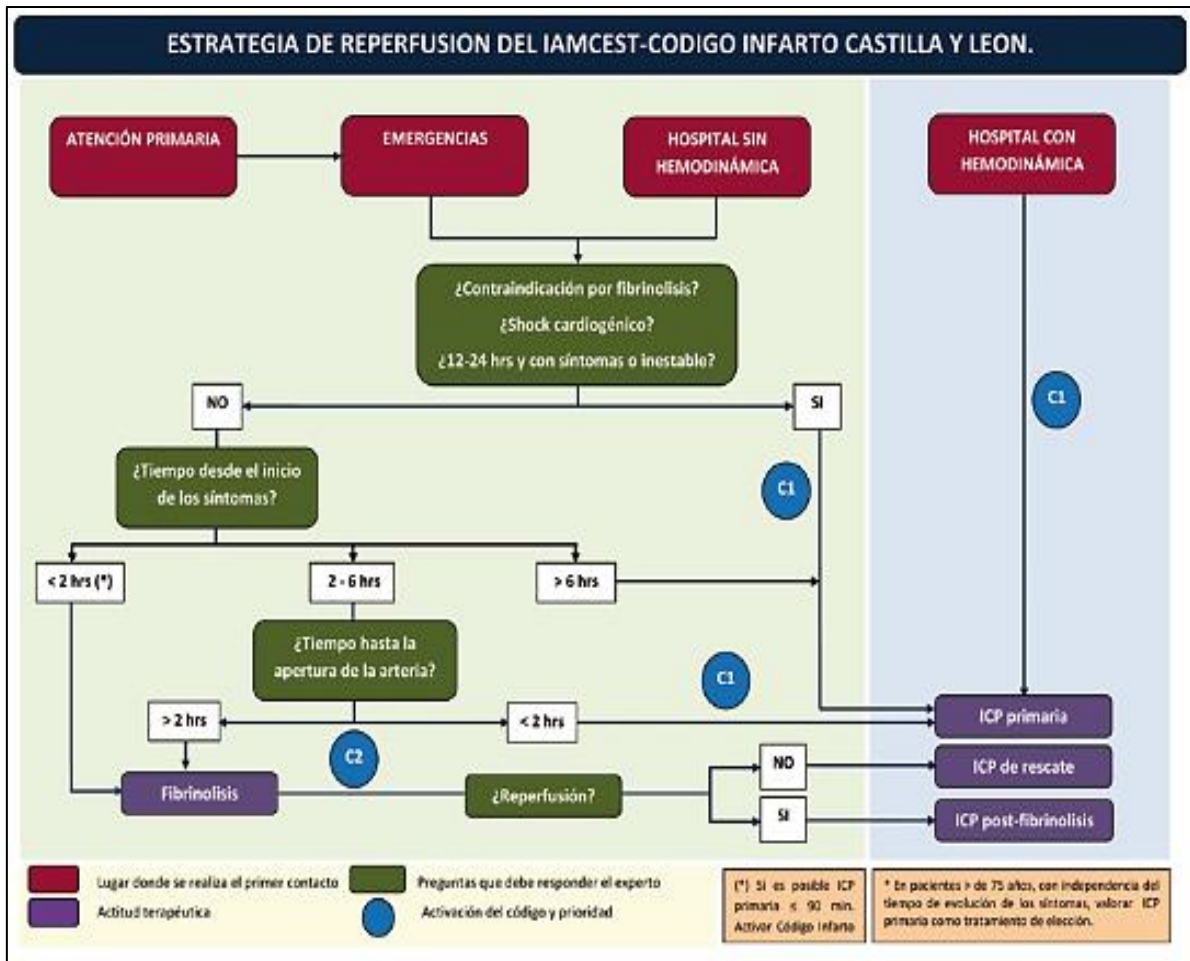 ESTRATEGIA DE REPERFUSION DEL IAMCEST-CODIGO INFARTO CASTILLA Y LEON.
ATENCIÓN PRIMARIA
EMERGENCIAS
HOSPITAL SIN
HEMODINÁMICA
HOSPITAL CON
HEMODINÁMICA
¿Contraindicación por fibrinolisis?
¿Shock cardiogénico?
¿12-24 hrs y con síntomas o inestable?
NO
SI
C1
¿Tiempo desde el inicio
de los síntomas?
C1
< 2 hrs (*)
2 - 6 hrs
> 6 hrs
¿Tiempo hasta la
apertura de la arteria?
C1
> 2 hrs
< 2 hrs
ICP primaria
C2
NO
ICP de rescate
Fibrinolisis
¿Reperfusión?
SI
ICP post-fibrinolisis
Lugar donde se realiza el primer contacto
Preguntas que debe responder el experto
Actitud terapéutica
Activación del código y prioridad
(*) Si es posible ICP
primaria ≤ 90 min.
Activar Código Infarto
* En pacientes > de 75 años, con independencia del
tiempo de evolución de los síntomas, valorar ICP
primaria como tratamiento de elección.